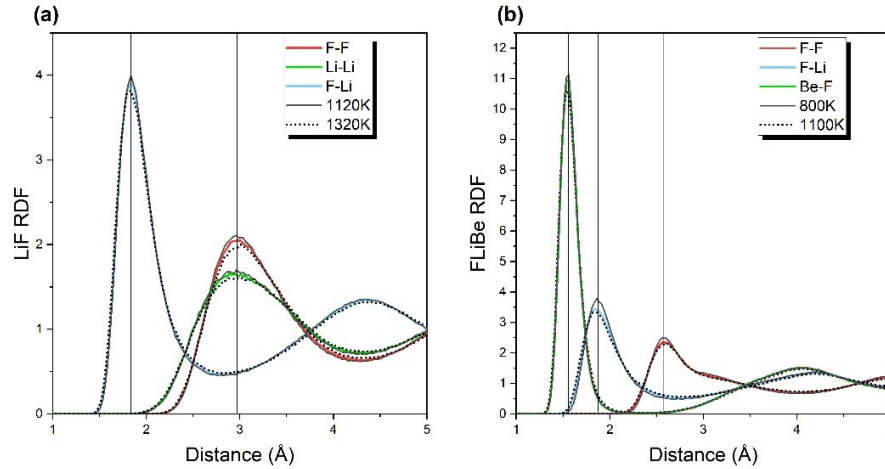 (a)
LiF RDF
4
3
2
1
0
F-F
Li-Li
F-Li
1120K
1320K
1 2 3 4 5
Distance (Å)
(b)
FLiBe RDF
12
11
10
9
8
7
6
5
4
3
2
1
0
F-F
F-Li
Be-F
800K
1100K
1 2 3 4
Distance (Å)